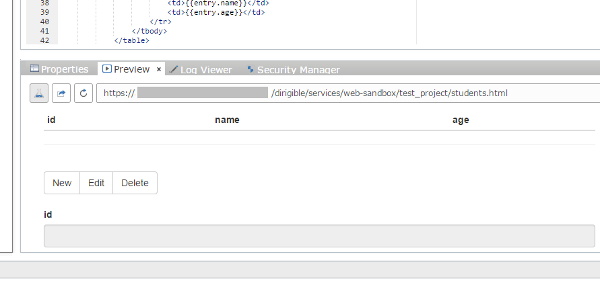 38 <td>{{entry.name}}</td>
39 <td>{{entry.age}}</td>
40 </tr>
41 </tbody>
42 </table>
Properties Preview × Log Viewer Security Manager
https:// /dirigible/services/web-sandbox/test_project/students.html
id name age
New Edit Delete
id